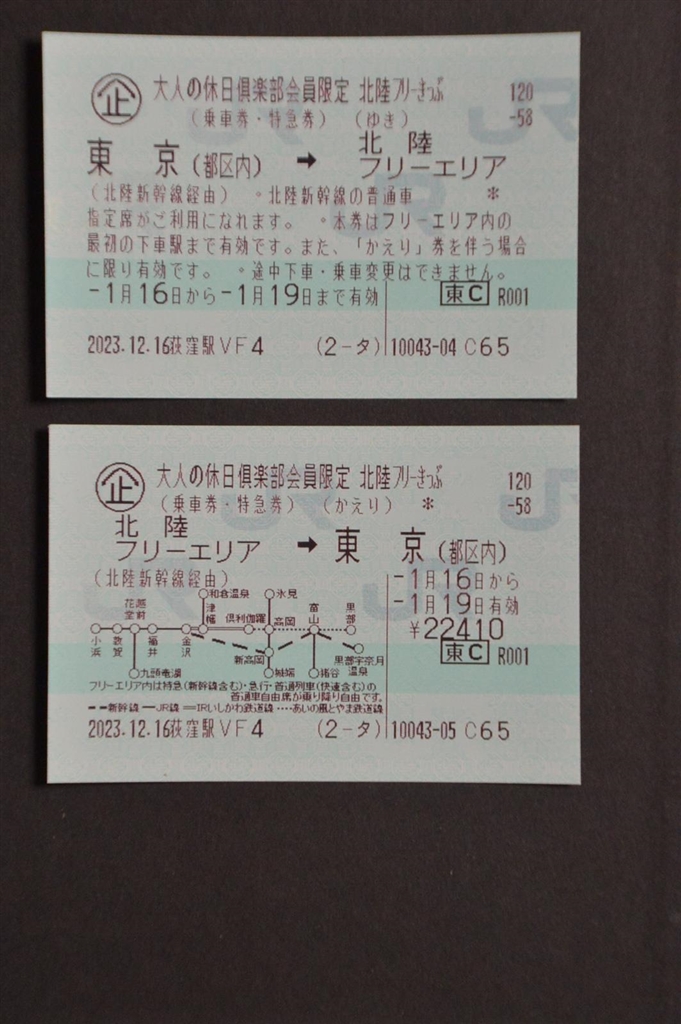 企 大人の休日倶楽部会員限定 北陸フリーきっぷ 120
(乗車券・特急券) (ゆき) -58
東 京(都区内) ➡ 北 陸
フリーエリア
(北陸新幹線経由) ＊北陸新幹線の普通車 ＊
指定席がご利用になれます。 ＊本券はフリーエリア内の
最初の下車駅まで有効です。また、「かえり」券を伴う場合
に限り有効です。 ＊途中下車・乗車変更はできません。
-1月16日から-1月19日まで有効 東C R001
2023.12.16荻窪駅VF4 (2-タ) 10043-04 C65
企 大人の休日倶楽部会員限定 北陸フリーきっぷ 120
(乗車券・特急券) (かえり) ＊ -58
北 陸
フリーエリア ➡ 東 京(都区内)
(北陸新幹線経由) -1月16日から
-1月19日有効
¥22410
東C R001
和倉温泉 氷見
花越堂前 津幡 倶利伽羅 高岡 富山 黒部
小浜 敦賀 福井 金沢 新高岡 黒部宇奈月温泉
九頭竜湖 城端 猪谷
フリーエリア内は特急(新幹線含む)・急行・普通列車(快速含む)の
普通車自由席が乗り降り自由です。
---新幹線 ―JR線 ═IRいしかわ鉄道線 ····あいの風とやま鉄道線
2023.12.16荻窪駅VF4 (2-タ) 10043-05 C65